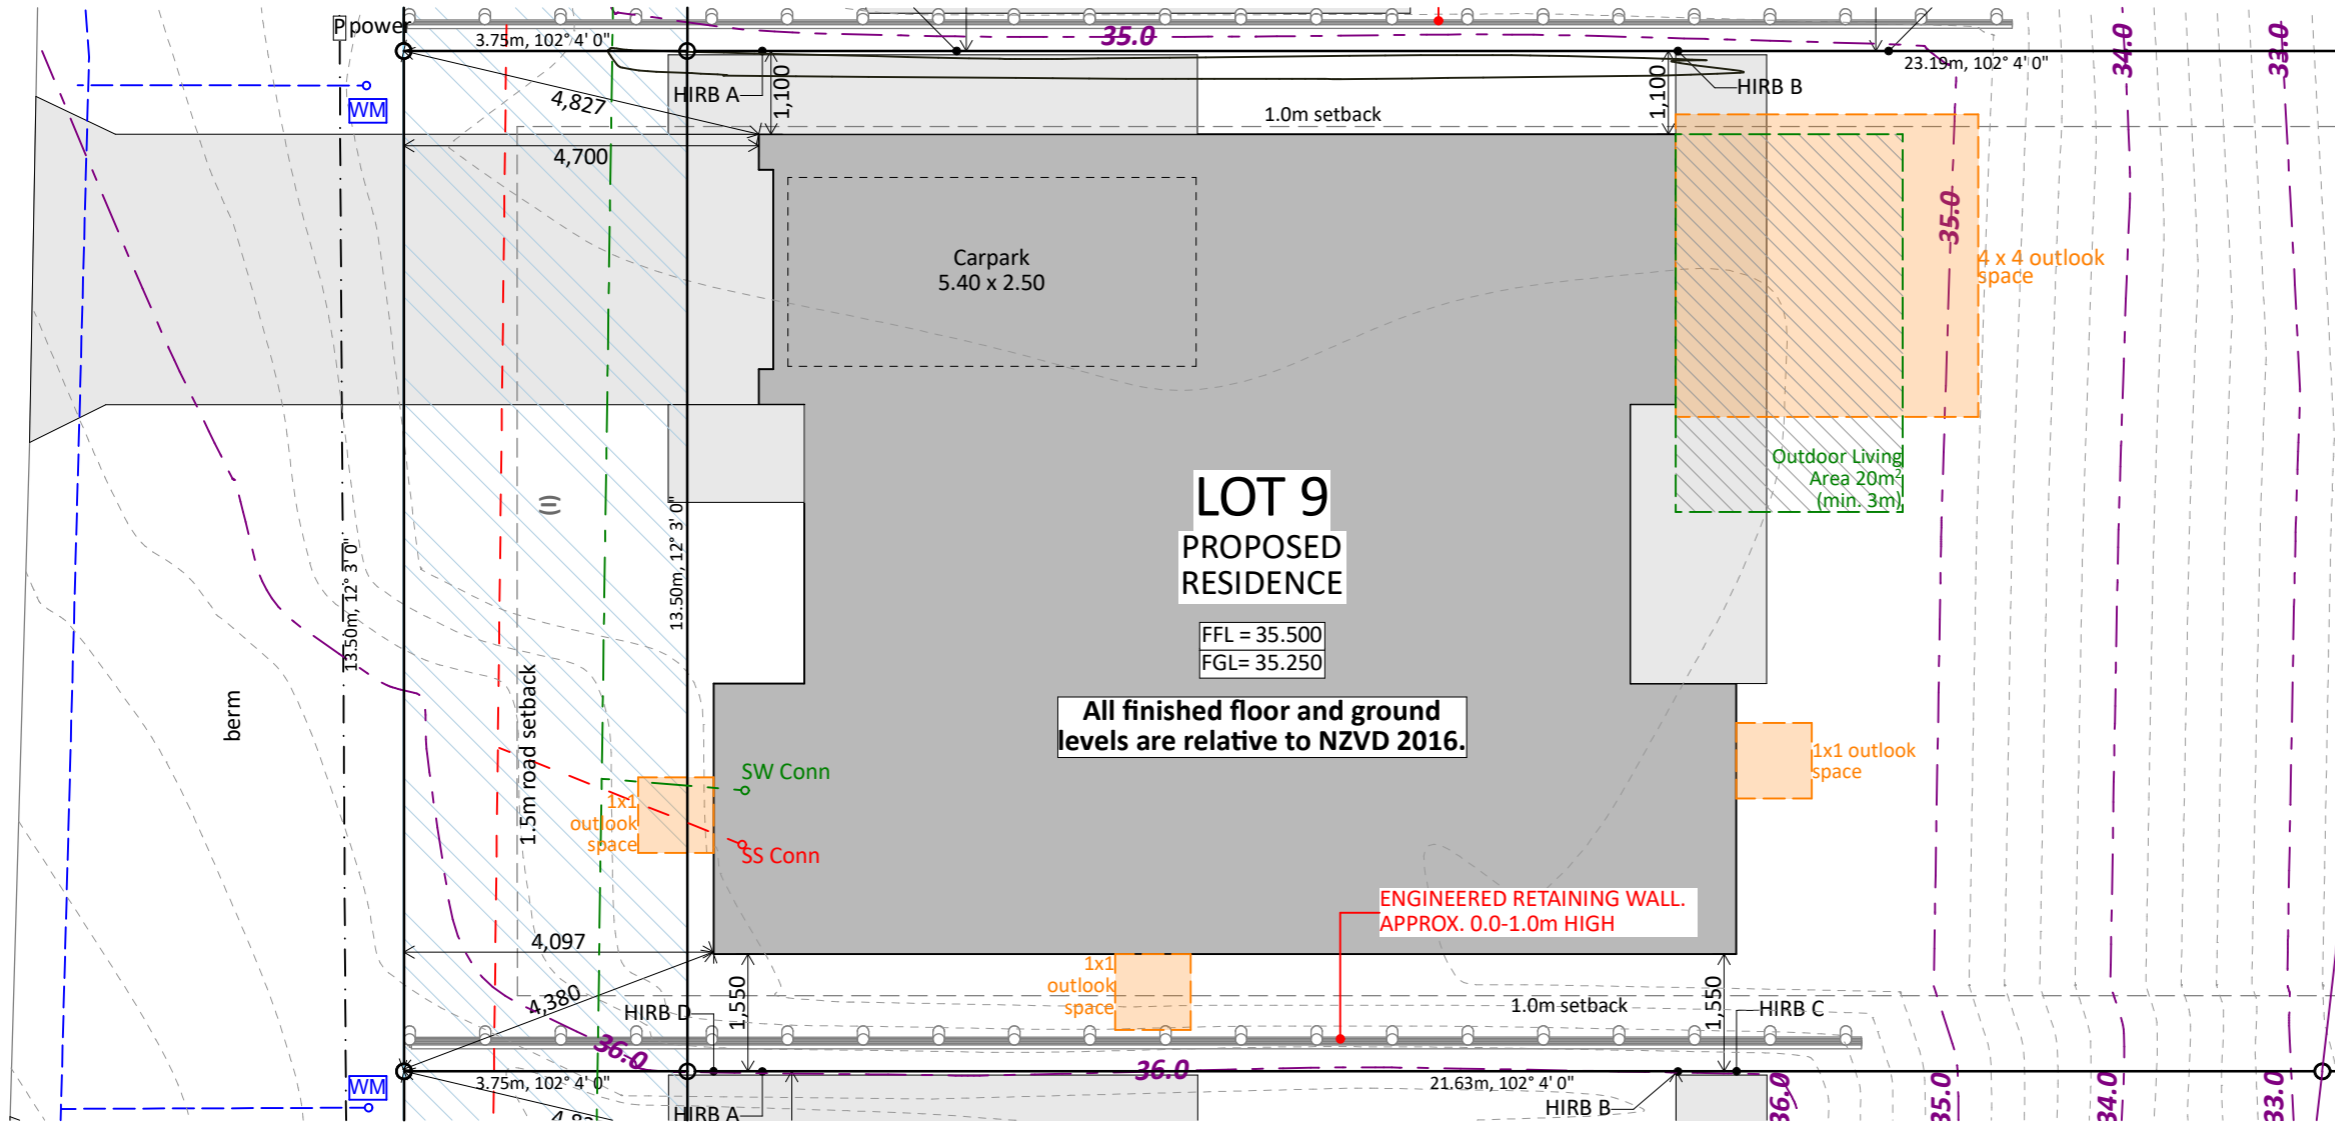 P power
3.75m, 102° 4' 0"
35.0
34.0
33.0
23.19m, 102° 4' 0"
WM
4,827
HIRB A
1,100
1.0m setback
1,100
HIRB B
4,700
Carpark
5.40 x 2.50
35.0
4 x 4 outlook
space
Outdoor Living
Area 20m²
(min. 3m)
(I)
LOT 9
PROPOSED
RESIDENCE
13.50m, 12° 3' 0"
13.50m, 12° 3' 0"
FFL = 35.500
FGL= 35.250
All finished floor and ground
levels are relative to NZVD 2016.
berm
1.5m road setback
SW Conn
1x1
outlook
space
SS Conn
1x1 outlook
space
ENGINEERED RETAINING WALL.
APPROX. 0.0-1.0m HIGH
4,097
4,380
HIRB D
1,550
1x1
outlook
space
1.0m setback
1,550
HIRB C
36.0
36.0
WM
3.75m, 102° 4' 0"
21.63m, 102° 4' 0"
HIRB A
HIRB B
36.0
35.0
34.0
33.0